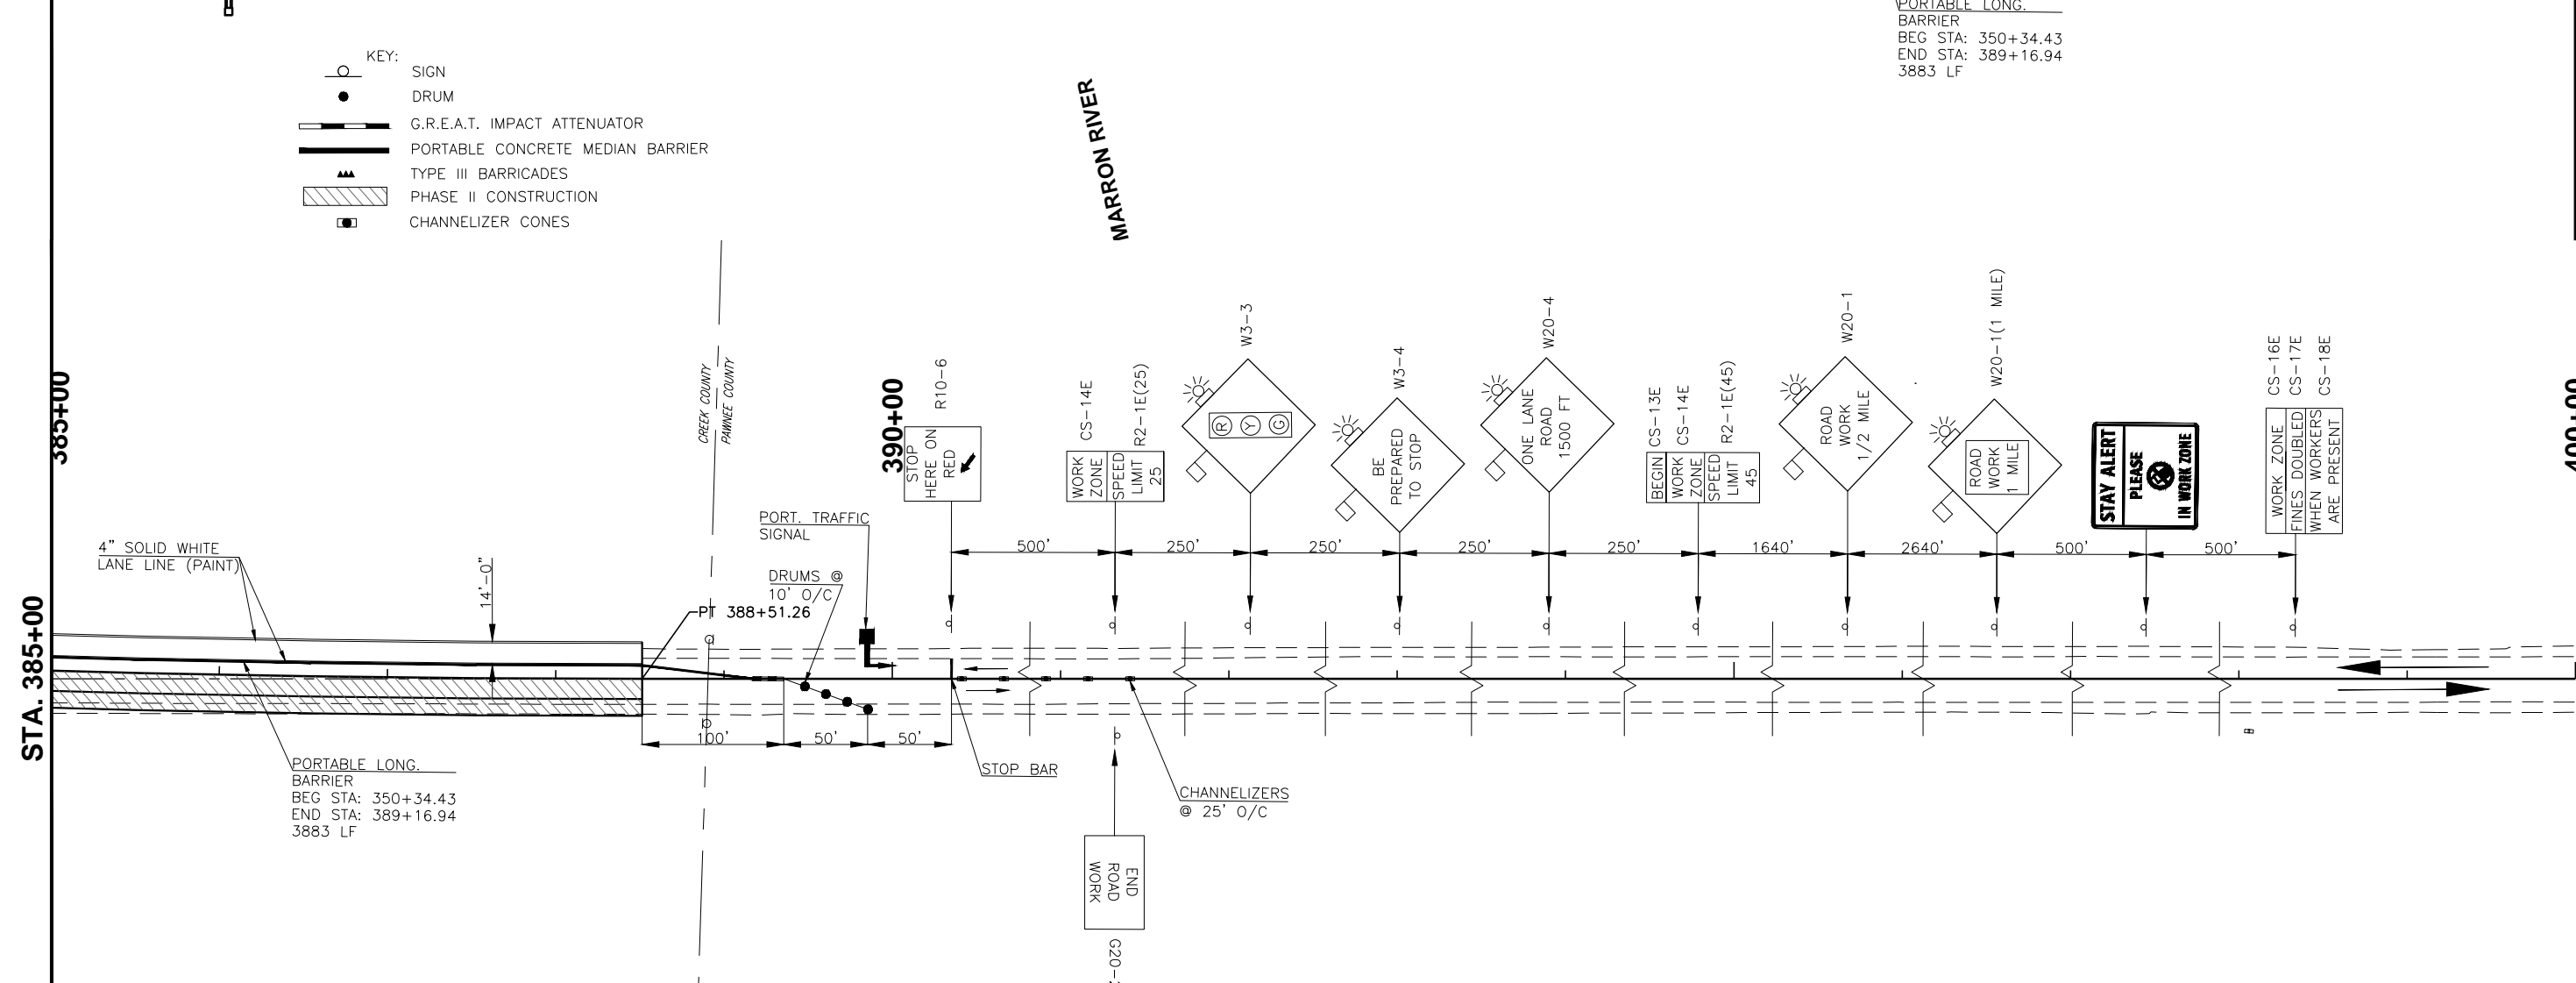 PORTABLE LONG.
BARRIER
BEG STA: 350+34.43
END STA: 389+16.94
3883 LF
KEY:
SIGN
DRUM
G.R.E.A.T. IMPACT ATTENUATOR
PORTABLE CONCRETE MEDIAN BARRIER
TYPE III BARRICADES
PHASE II CONSTRUCTION
CHANNELIZER CONES
MARRON RIVER
385+00
STA. 385+00
390+00
400+00
CREEK COUNTY
PAWNEE COUNTY
R10-6
STOP
HERE ON
RED
CS-14E
R2-1E(25)
WORK
ZONE
SPEED
LIMIT
25
W3-3
R Y G
W3-4
BE
PREPARED
TO STOP
W20-4
ONE LANE
ROAD
1500 FT
CS-13E
CS-14E
R2-1E(45)
BEGIN
WORK
ZONE
SPEED
LIMIT
45
W20-1
ROAD
WORK
1/2 MILE
W20-1(1 MILE)
ROAD
WORK
1 MILE
STAY ALERT
PLEASE
IN WORK ZONE
CS-16E
CS-17E
CS-18E
WORK ZONE
FINES DOUBLED
WHEN WORKERS
ARE PRESENT
500'
250'
250'
250'
250'
1640'
2640'
500'
500'
PORT. TRAFFIC
SIGNAL
4" SOLID WHITE
LANE LINE (PAINT)
14'-0"
DRUMS @
10' O/C
PT 388+51.26
100'
50'
50'
STOP BAR
CHANNELIZERS
@ 25' O/C
PORTABLE LONG.
BARRIER
BEG STA: 350+34.43
END STA: 389+16.94
3883 LF
END
ROAD
WORK